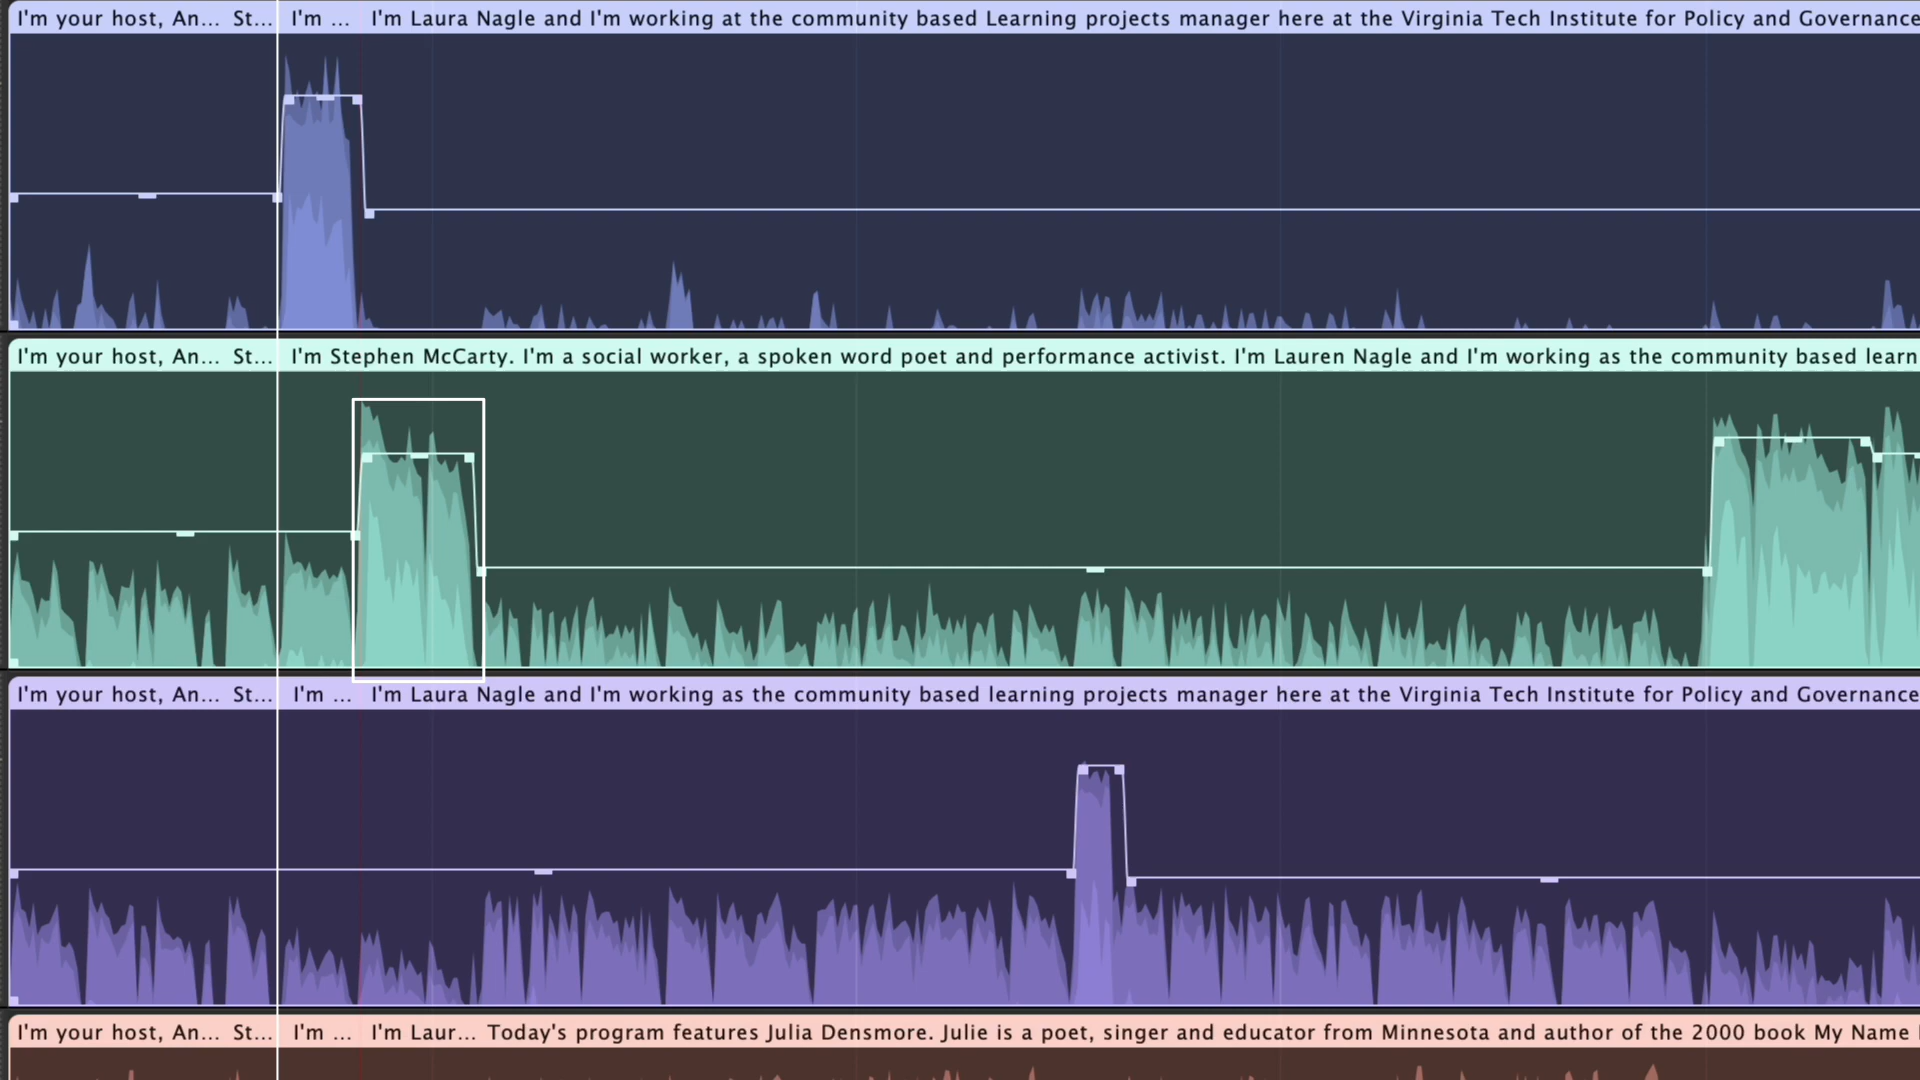 I'm your host, An... St... I'm ... I'm Laura Nagle and I'm working at the community based Learning projects manager here at the Virginia Tech Institute for Policy and Governance
I'm your host, An... St... I'm Stephen McCarty. I'm a social worker, a spoken word poet and performance activist. I'm Lauren Nagle and I'm working as the community based learn
I'm your host, An... St... I'm ... I'm Laura Nagle and I'm working as the community based learning projects manager here at the Virginia Tech Institute for Policy and Governance
I'm your host, An... St... I'm ... I'm Laur... Today's program features Julia Densmore. Julie is a poet, singer and educator from Minnesota and author of the 2000 book My Name